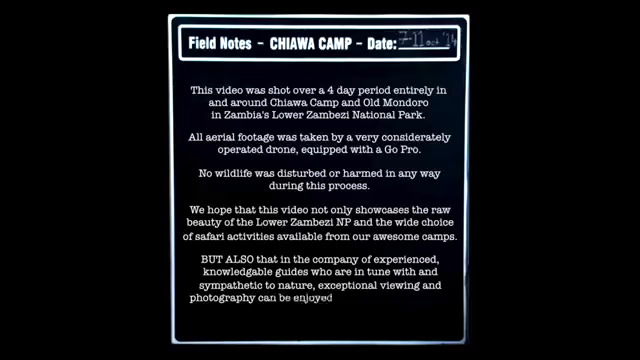 Field Notes - CHIAWA CAMP - Date: 7-11 oct '14
This video was shot over a 4 day period entirely in
and around Chiawa Camp and Old Mondoro
in Zambia's Lower Zambezi National Park.
All aerial footage was taken by a very considerately
operated drone, equipped with a Go Pro.
No wildlife was disturbed or harmed in any way
during this process.
We hope that this video not only showcases the raw
beauty of the Lower Zambezi NP and the wide choice
of safari activities available from our awesome camps.
BUT ALSO that in the company of experienced,
knowledgable guides who are in tune with and
sympathetic to nature, exceptional viewing and
photography can be enjoyed